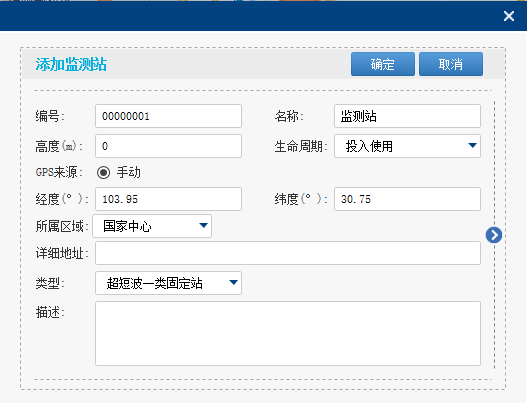 添加监测站 确定 取消
编号: 00000001 名称: 监测站
高度(m): 0 生命周期: 投入使用
GPS来源: 手动
经度(°): 103.95 纬度(°): 30.75
所属区域: 国家中心
详细地址:
类型: 超短波一类固定站
描述: